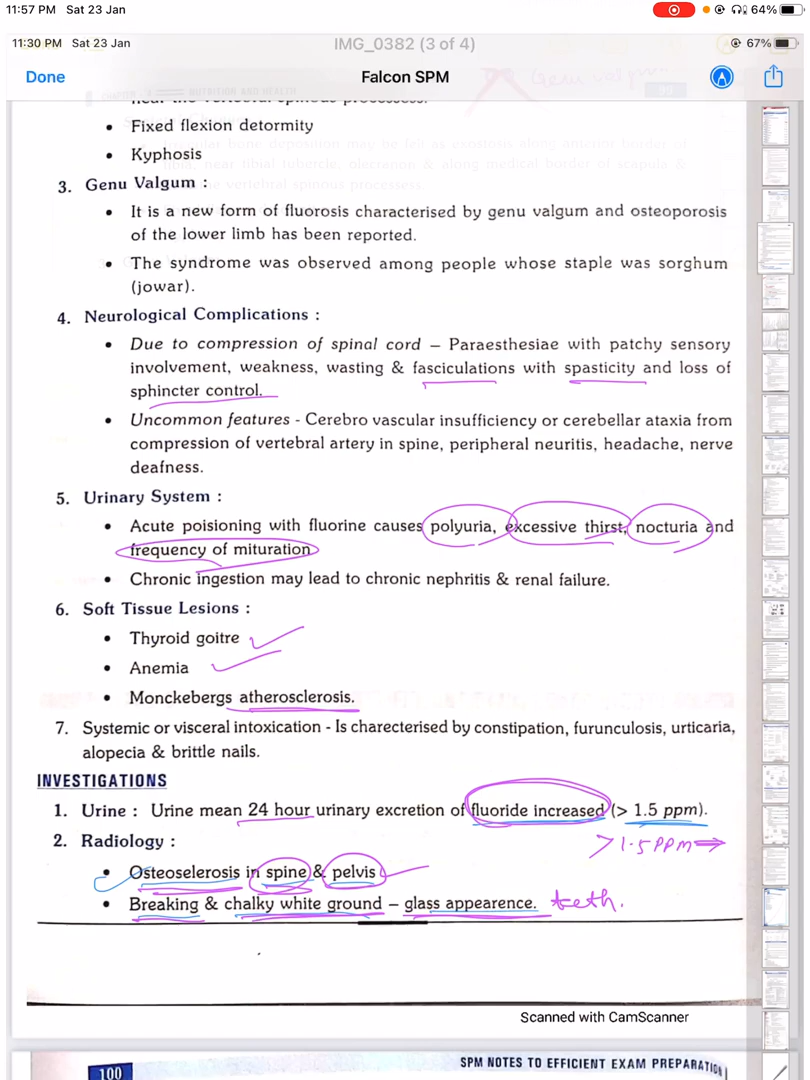 11:57 PM Sat 23 Jan
64%
11:30 PM Sat 23 Jan
IMG_0382 (3 of 4)
67%
Done
Falcon SPM
• Fixed flexion detormity
• Kyphosis
3. Genu Valgum :
• It is a new form of fluorosis characterised by genu valgum and osteoporosis
of the lower limb has been reported.
• The syndrome was observed among people whose staple was sorghum
(jowar).
4. Neurological Complications :
• Due to compression of spinal cord – Paraesthesiae with patchy sensory
involvement, weakness, wasting & fasciculations with spasticity and loss of
sphincter control.
• Uncommon features - Cerebro vascular insufficiency or cerebellar ataxia from
compression of vertebral artery in spine, peripheral neuritis, headache, nerve
deafness.
5. Urinary System :
• Acute poisioning with fluorine causes polyuria, excessive thirst, nocturia and
frequency of mituration
• Chronic ingestion may lead to chronic nephritis & renal failure.
6. Soft Tissue Lesions :
• Thyroid goitre
• Anemia
• Monckebergs atherosclerosis.
7. Systemic or visceral intoxication - Is charecterised by constipation, furunculosis, urticaria,
alopecia & brittle nails.
INVESTIGATIONS
1. Urine : Urine mean 24 hour urinary excretion of fluoride increased (> 1.5 ppm).
2. Radiology :
>1.5 PPM⇒
• Osteoselerosis in spine & pelvis
• Breaking & chalky white ground – glass appearence. teeth.
Scanned with CamScanner
100
SPM NOTES TO EFFICIENT EXAM PREPARATION